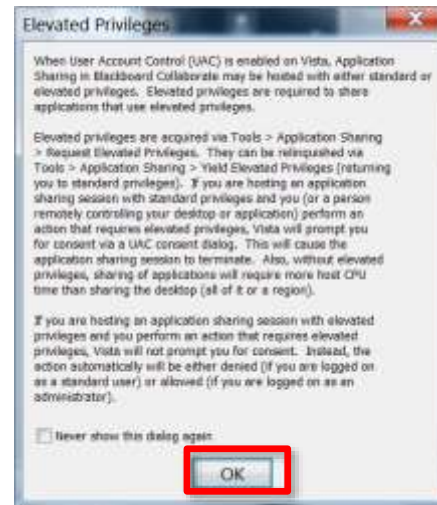 Elevated Privileges
When User Account Control (UAC) is enabled on Vista, Application
Sharing in Blackboard Collaborate may be hosted with either standard or
elevated privileges. Elevated privileges are required to share
applications that use elevated privileges.
Elevated privileges are acquired via Tools > Application Sharing
> Request Elevated Privileges. They can be relinquished via
Tools > Application Sharing > Yield Elevated Privileges (returning
you to standard privileges). If you are hosting an application
sharing session with standard privileges and you (or a person
remotely controlling your desktop or application) perform an
action that requires elevated privileges, Vista will prompt you
for consent via a UAC consent dialog. This will cause the
application sharing session to terminate. Also, without elevated
privileges, sharing of applications will require more host CPU
time than sharing the desktop (all of it or a region).
If you are hosting an application sharing session with elevated
privileges and you perform an action that requires elevated
privileges, Vista will not prompt you for consent. Instead, the
action automatically will be either denied (if you are logged on
as a standard user) or allowed (if you are logged on as an
administrator).
Never show this dialog again
OK